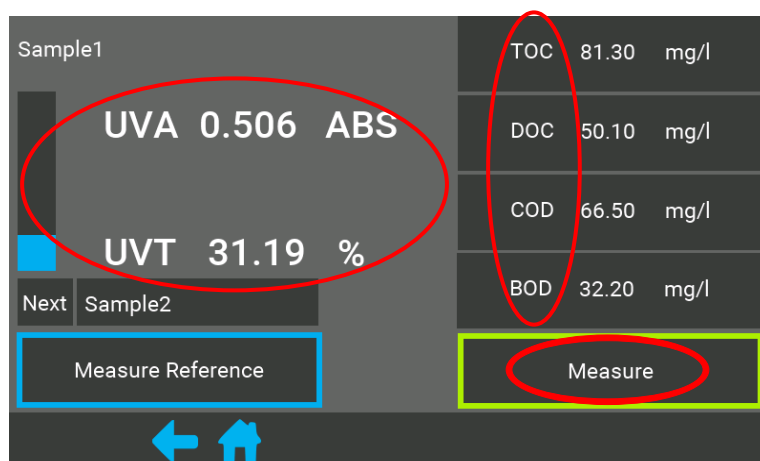 Sample1
UVA 0.506 ABS
UVT 31.19 %
Next Sample2
Measure Reference
TOC 81.30 mg/l
DOC 50.10 mg/l
COD 66.50 mg/l
BOD 32.20 mg/l
Measure